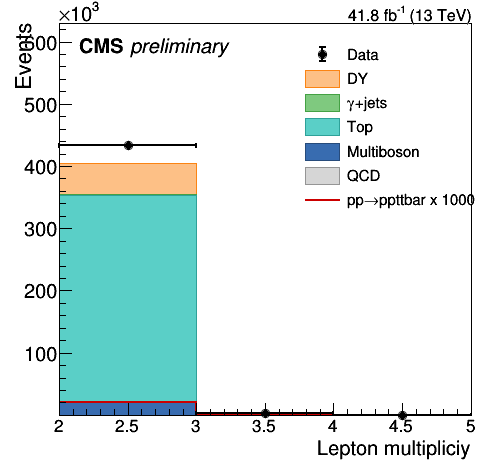 ×10³
41.8 fb⁻¹ (13 TeV)
Events
CMS preliminary
Data
DY
γ+jets
Top
Multiboson
QCD
pp→ppttbar x 1000
600
500
400
300
200
100
2 2.5 3 3.5 4 4.5 5
Lepton multipliciy